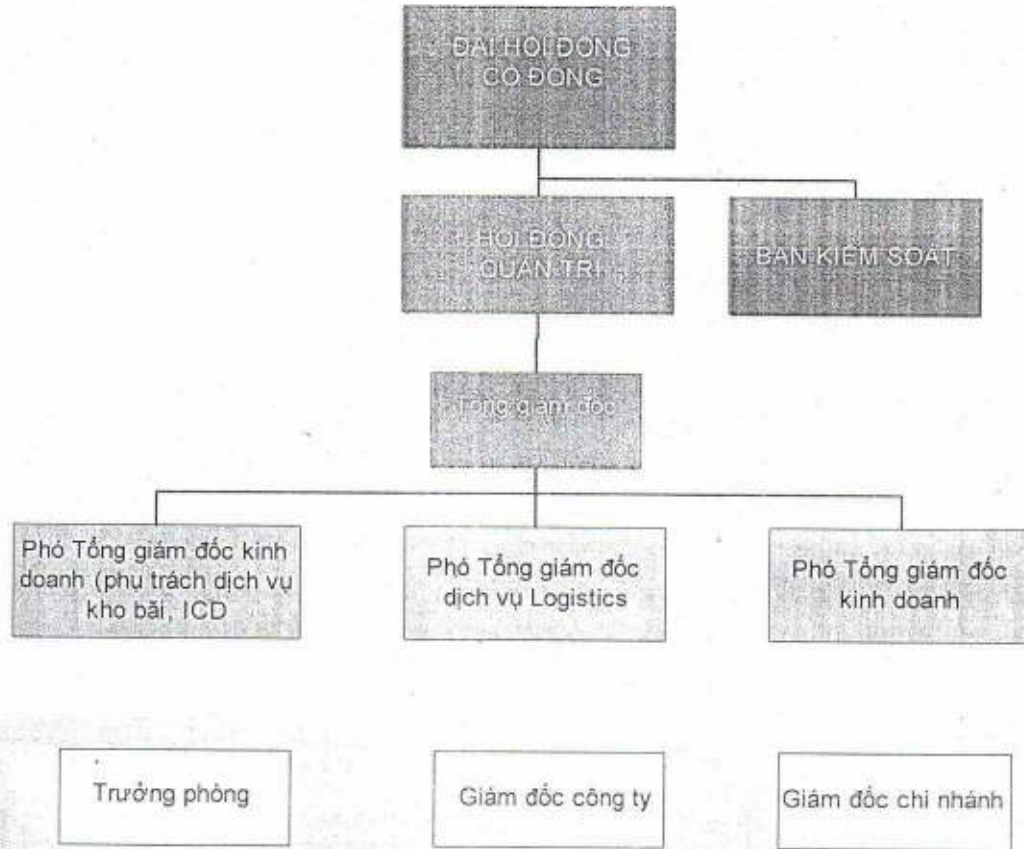 ĐẠI HỘI ĐỒNG
CỔ ĐÔNG
HỘI ĐỒNG
QUẢN TRỊ
BAN KIỂM SOÁT
Tổng giám đốc
Phó Tổng giám đốc kinh
doanh (phụ trách dịch vụ
kho bãi, ICD
Phó Tổng giám đốc
dịch vụ Logistics
Phó Tổng giám đốc
kinh doanh
Trưởng phòng
Giám đốc công ty
Giám đốc chi nhánh